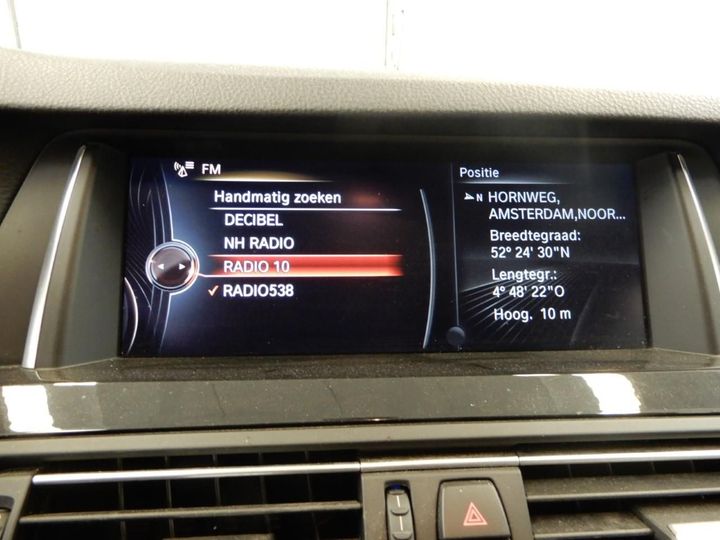 FM
Handmatig zoeken
DECIBEL
NH RADIO
RADIO 10
✓ RADIO538
Positie
N HORNWEG,
AMSTERDAM,NOOR...
Breedtegraad:
52° 24' 30"N
Lengtegr.:
4° 48' 22"O
Hoog. 10 m